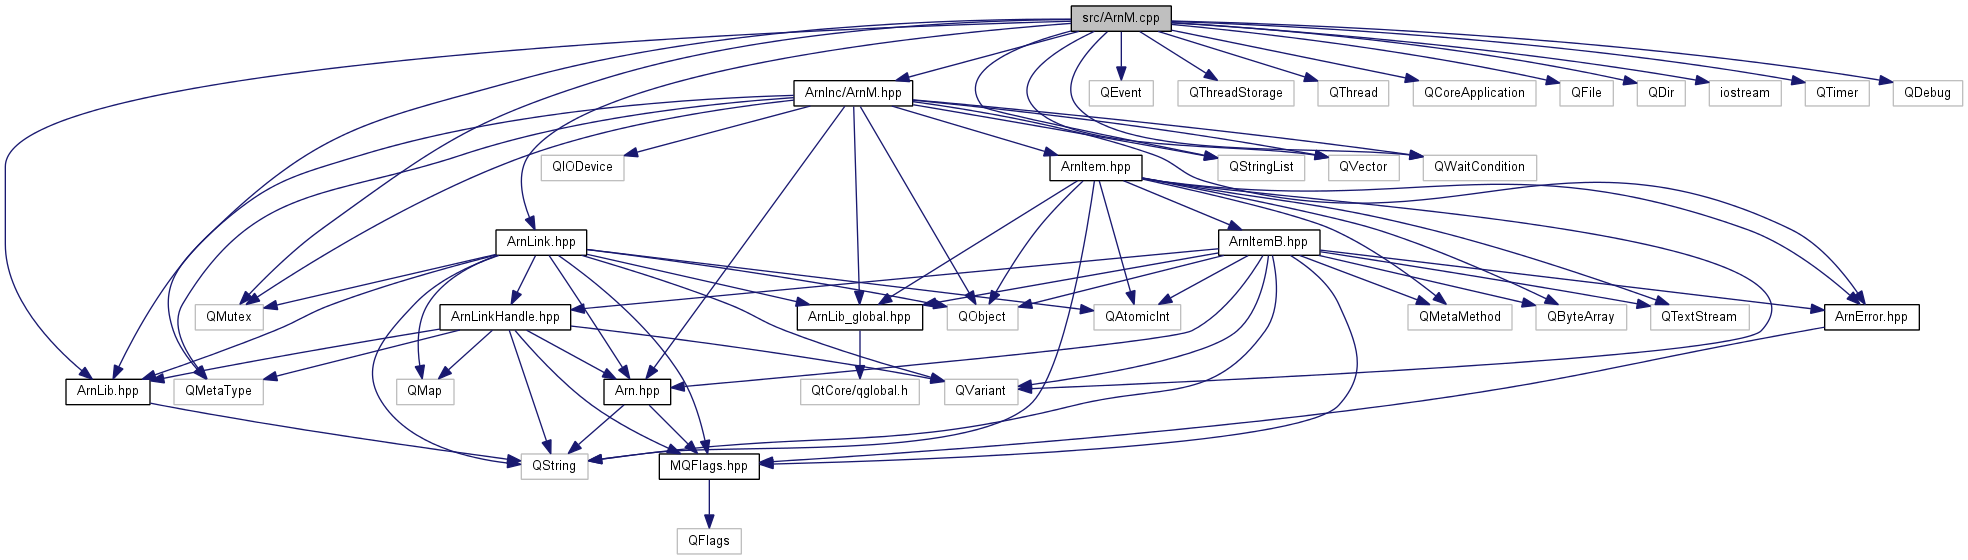 src/ArnM.cpp
ArnInc/ArnM.hpp
QEvent
QThreadStorage
QThread
QCoreApplication
QFile
QDir
iostream
QTimer
QDebug
QIODevice
ArnItem.hpp
QStringList
QVector
QWaitCondition
ArnLink.hpp
ArnItemB.hpp
QMutex
ArnLinkHandle.hpp
ArnLib_global.hpp
QObject
QAtomicInt
QMetaMethod
QByteArray
QTextStream
ArnError.hpp
ArnLib.hpp
QMetaType
QMap
Arn.hpp
QtCore/qglobal.h
QVariant
QString
MQFlags.hpp
QFlags